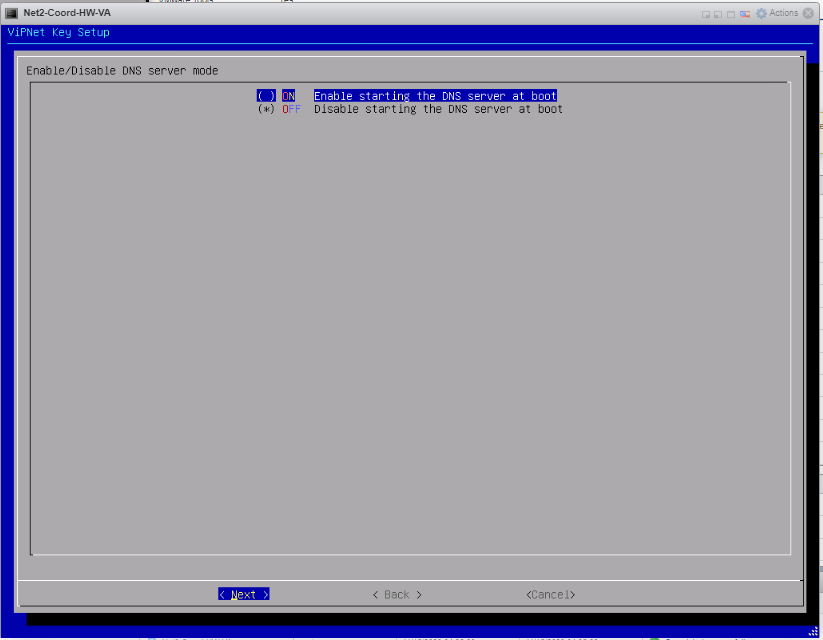 Net2-Coord-HW-VA
Actions
ViPNet Key Setup
Enable/Disable DNS server mode
( ) ON Enable starting the DNS server at boot
(*) OFF Disable starting the DNS server at boot
< Next > < Back > <Cancel>